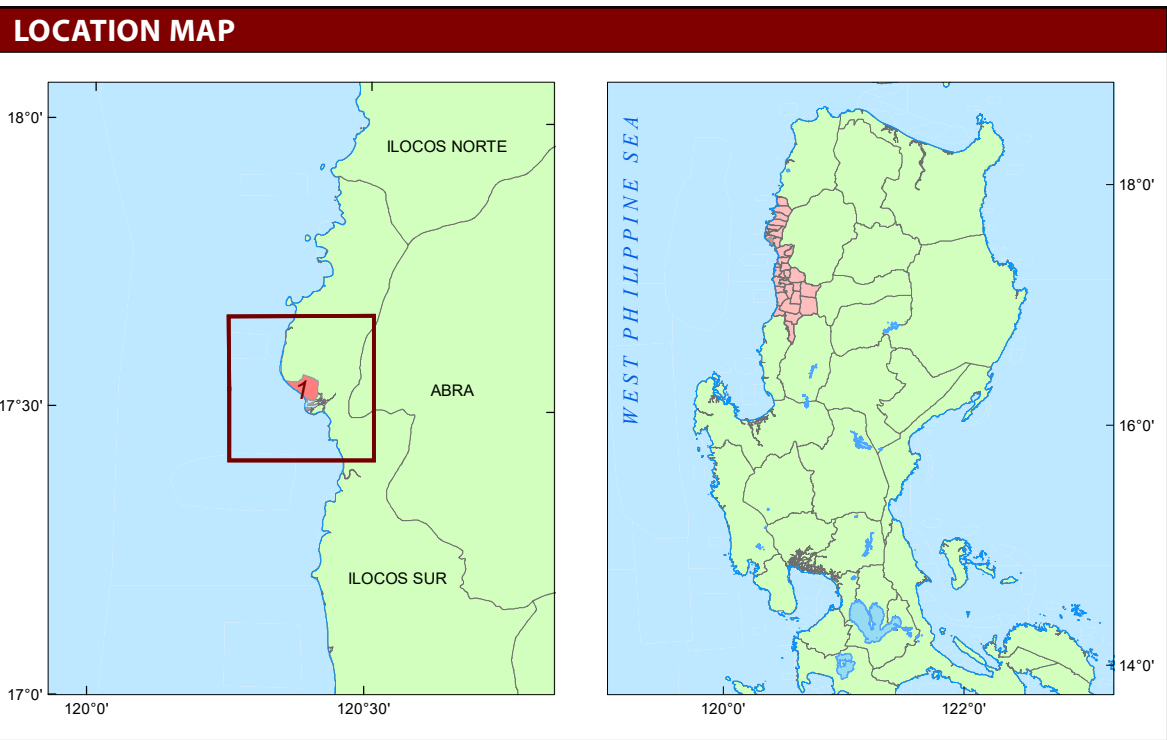 LOCATION MAP
18°0'
ILOCOS NORTE
17°30'
1
ABRA
ILOCOS SUR
17°0'
120°0'
120°30'
WEST PHILIPPINE SEA
18°0'
16°0'
14°0'
120°0'
122°0'